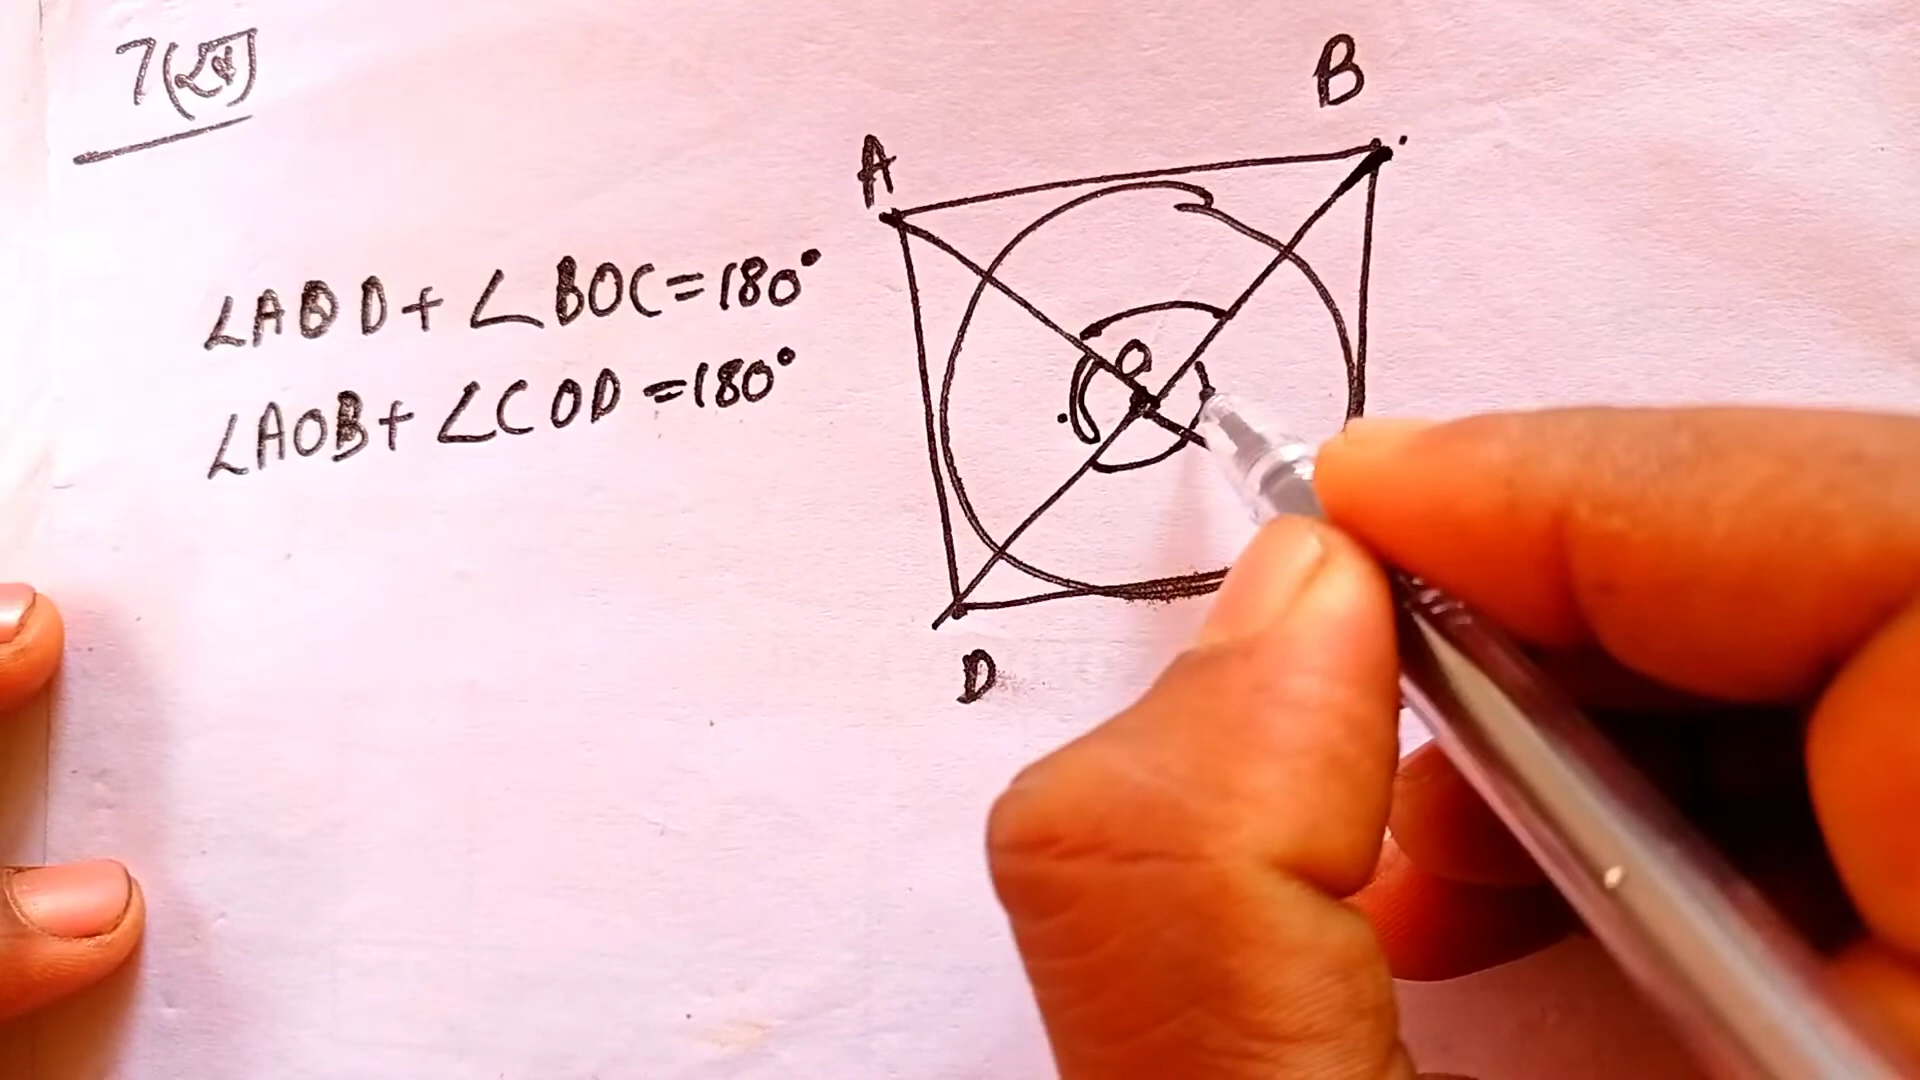 7(খ)
B
A
∠AOD + ∠BOC = 180°
O
∠AOB + ∠COD = 180°
D